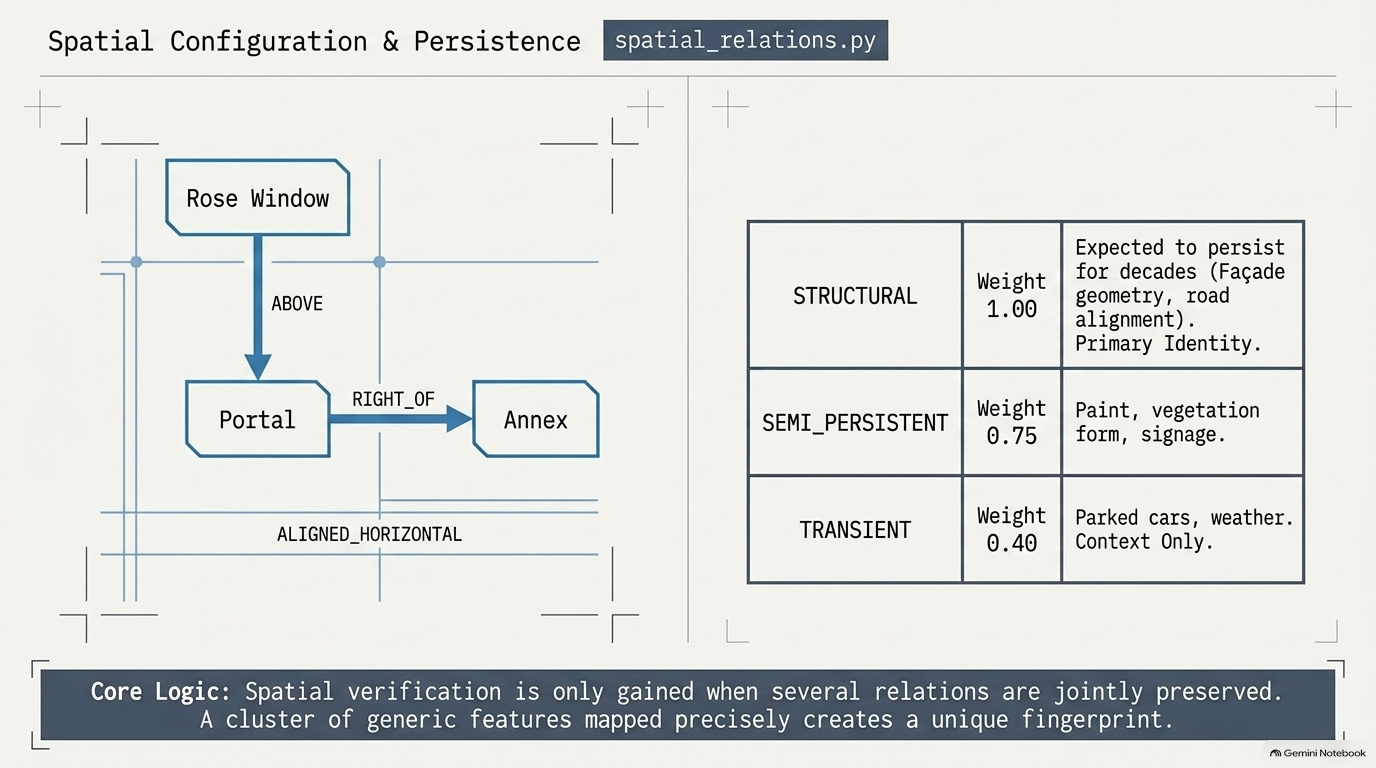 Spatial Configuration & Persistence
spatial_relations.py
Rose Window
ABOVE
Portal
RIGHT_OF
Annex
ALIGNED_HORIZONTAL
STRUCTURAL
Weight
1.00
Expected to persist
for decades (Façade
geometry, road
alignment).
Primary Identity.
SEMI_PERSISTENT
Weight
0.75
Paint, vegetation
form, signage.
TRANSIENT
Weight
0.40
Parked cars, weather.
Context Only.
Core Logic: Spatial verification is only gained when several relations are jointly preserved.
A cluster of generic features mapped precisely creates a unique fingerprint.
Gemini Notebook